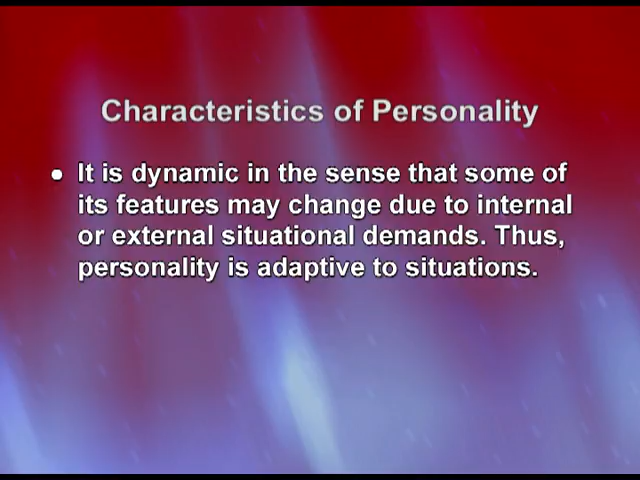 Characteristics of Personality
• It is dynamic in the sense that some of
its features may change due to internal
or external situational demands. Thus,
personality is adaptive to situations.